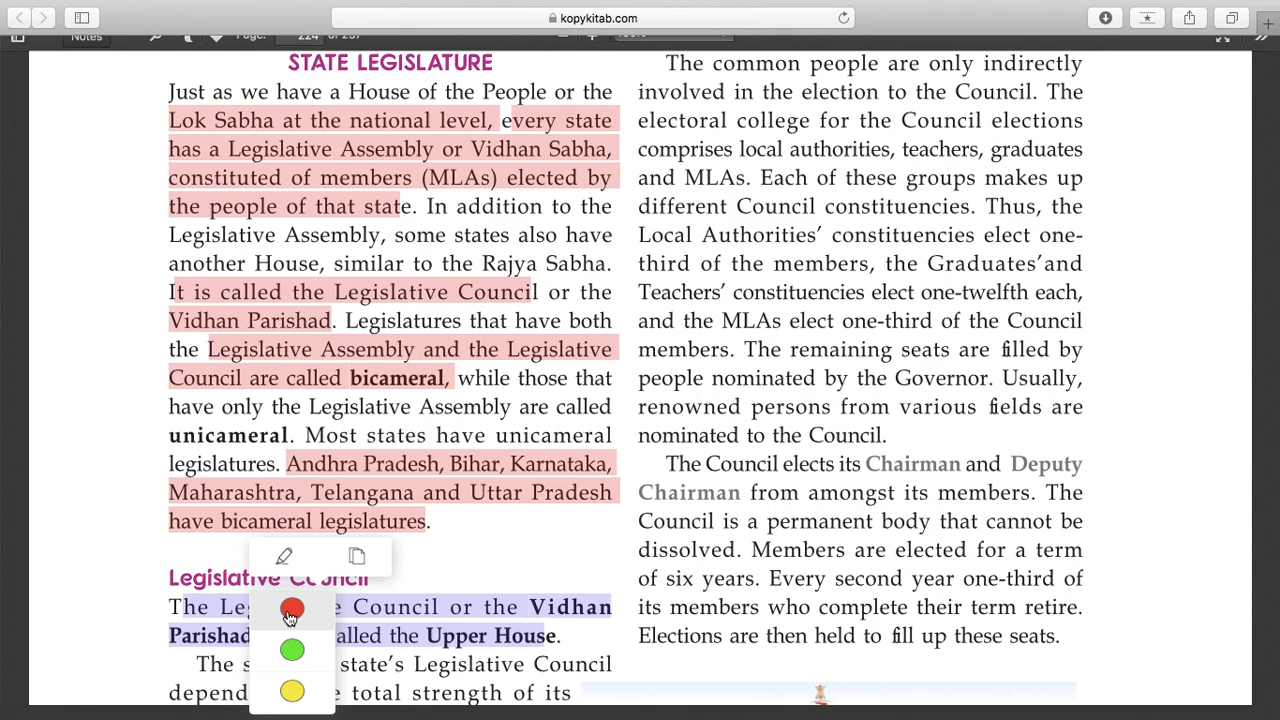 kopykitab.com
Notes
Page:
224
of 237
STATE LEGISLATURE
Just as we have a House of the People or the
Lok Sabha at the national level, every state
has a Legislative Assembly or Vidhan Sabha,
constituted of members (MLAs) elected by
the people of that state. In addition to the
Legislative Assembly, some states also have
another House, similar to the Rajya Sabha.
It is called the Legislative Council or the
Vidhan Parishad. Legislatures that have both
the Legislative Assembly and the Legislative
Council are called bicameral, while those that
have only the Legislative Assembly are called
unicameral. Most states have unicameral
legislatures. Andhra Pradesh, Bihar, Karnataka,
Maharashtra, Telangana and Uttar Pradesh
have bicameral legislatures.
Legislative Council
The Leg e Council or the Vidhan
Parishad alled the Upper House.
The s state's Legislative Council
depend e total strength of its
The common people are only indirectly
involved in the election to the Council. The
electoral college for the Council elections
comprises local authorities, teachers, graduates
and MLAs. Each of these groups makes up
different Council constituencies. Thus, the
Local Authorities' constituencies elect one-
third of the members, the Graduates'and
Teachers' constituencies elect one-twelfth each,
and the MLAs elect one-third of the Council
members. The remaining seats are filled by
people nominated by the Governor. Usually,
renowned persons from various fields are
nominated to the Council.
The Council elects its Chairman and Deputy
Chairman from amongst its members. The
Council is a permanent body that cannot be
dissolved. Members are elected for a term
of six years. Every second year one-third of
its members who complete their term retire.
Elections are then held to fill up these seats.